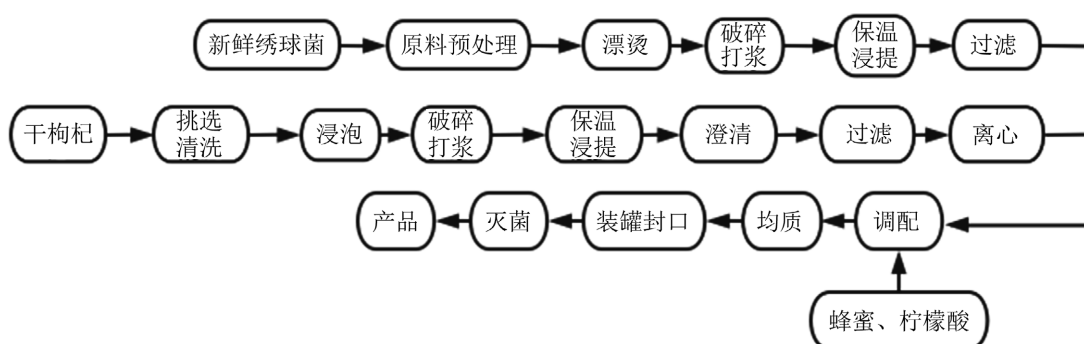 新鲜绣球菌
原料预处理
漂烫
破碎
打浆
保温
浸提
过滤
干枸杞
挑选
清洗
浸泡
破碎
打浆
保温
浸提
澄清
过滤
离心
产品
灭菌
装罐封口
均质
调配
蜂蜜、柠檬酸